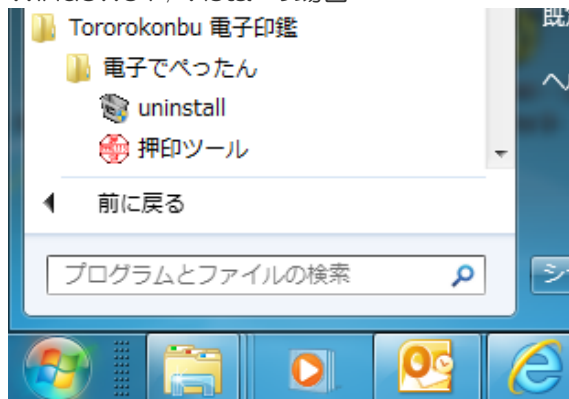 Tororokonbu 電子印鑑
電子でぺったん
uninstall
押印ツール
前に戻る
プログラムとファイルの検索